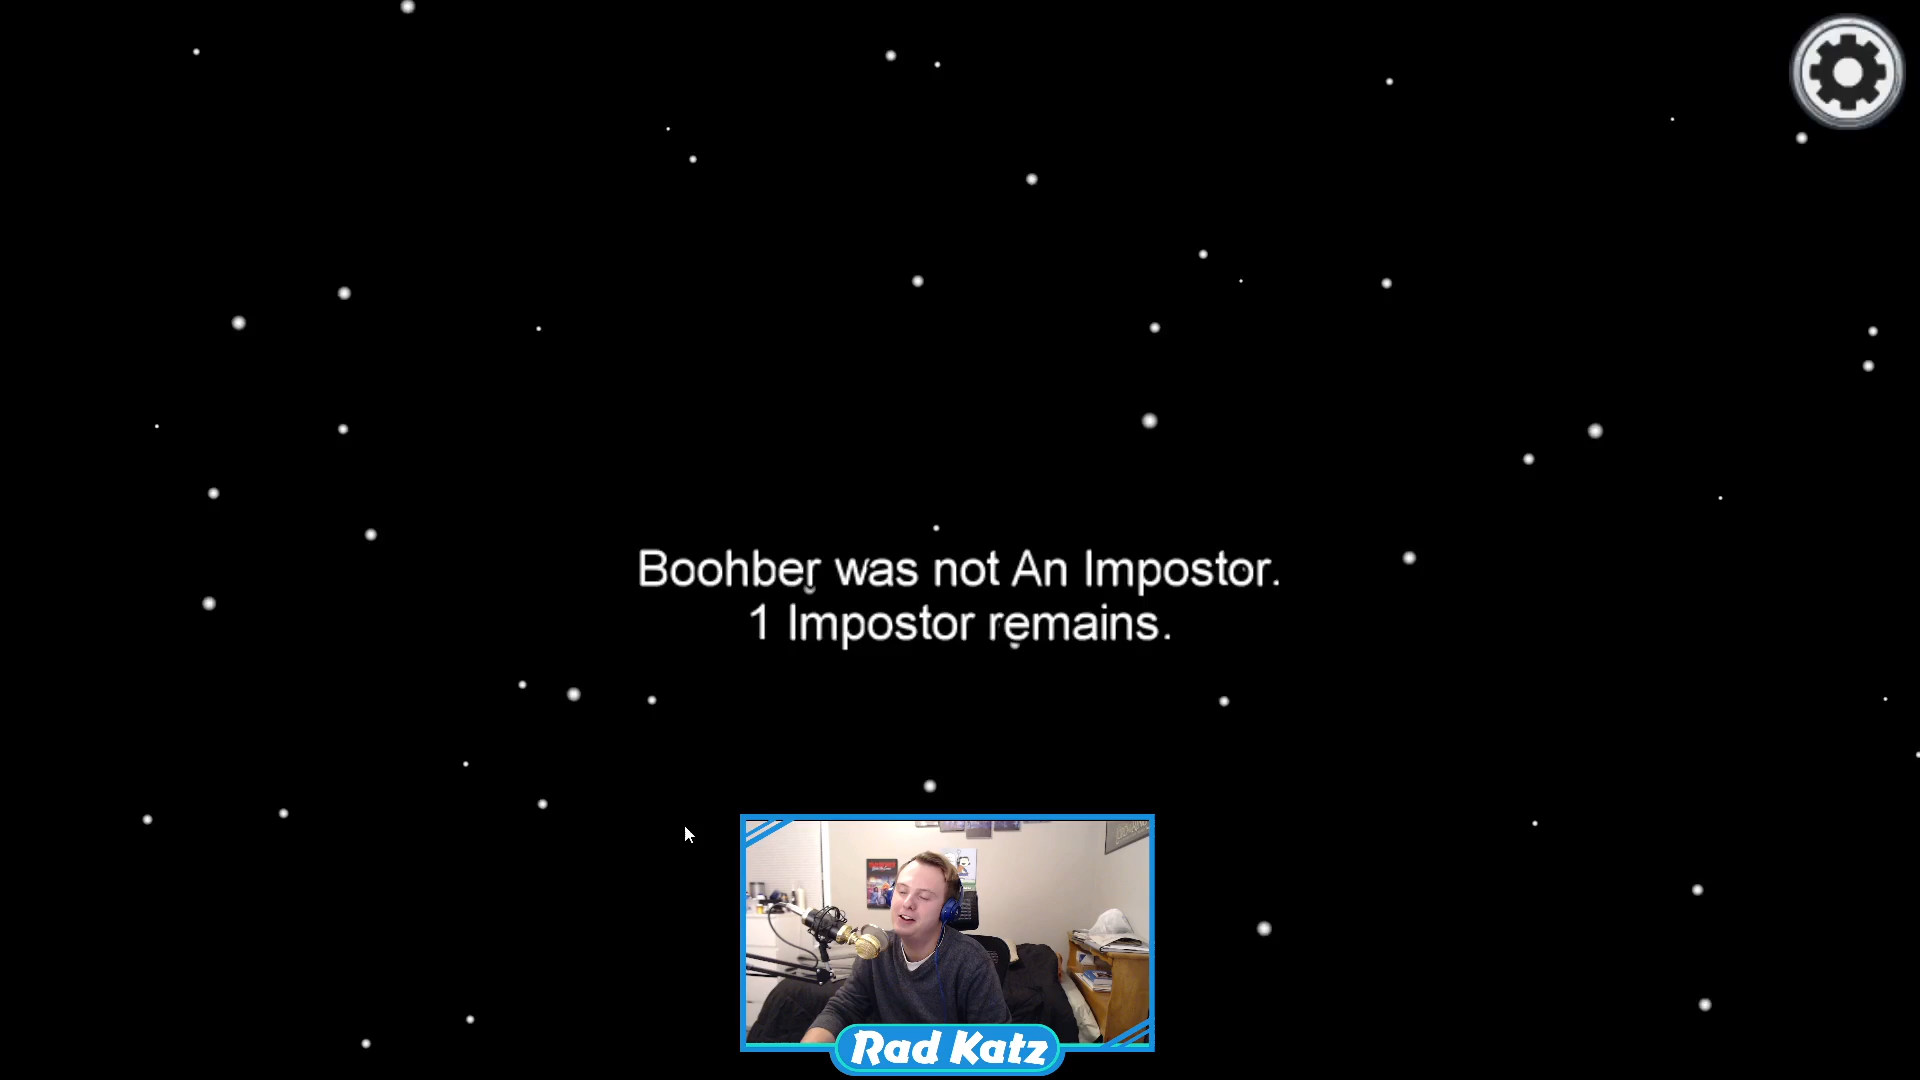 Boohber was not An Impostor.
1 Impostor remains.
Rad Katz